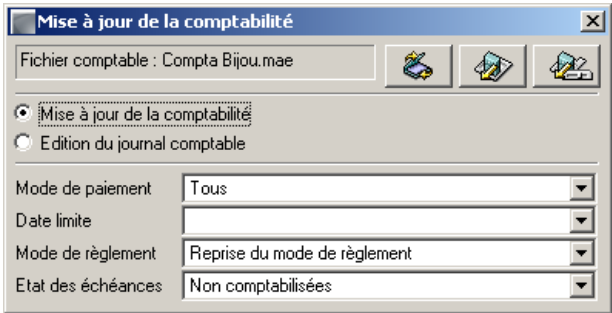 Mise à jour de la comptabilité
Fichier comptable : Compta Bijou.mae
Mise à jour de la comptabilité
Edition du journal comptable
Mode de paiement Tous
Date limite
Mode de règlement Reprise du mode de règlement
Etat des échéances Non comptabilisées